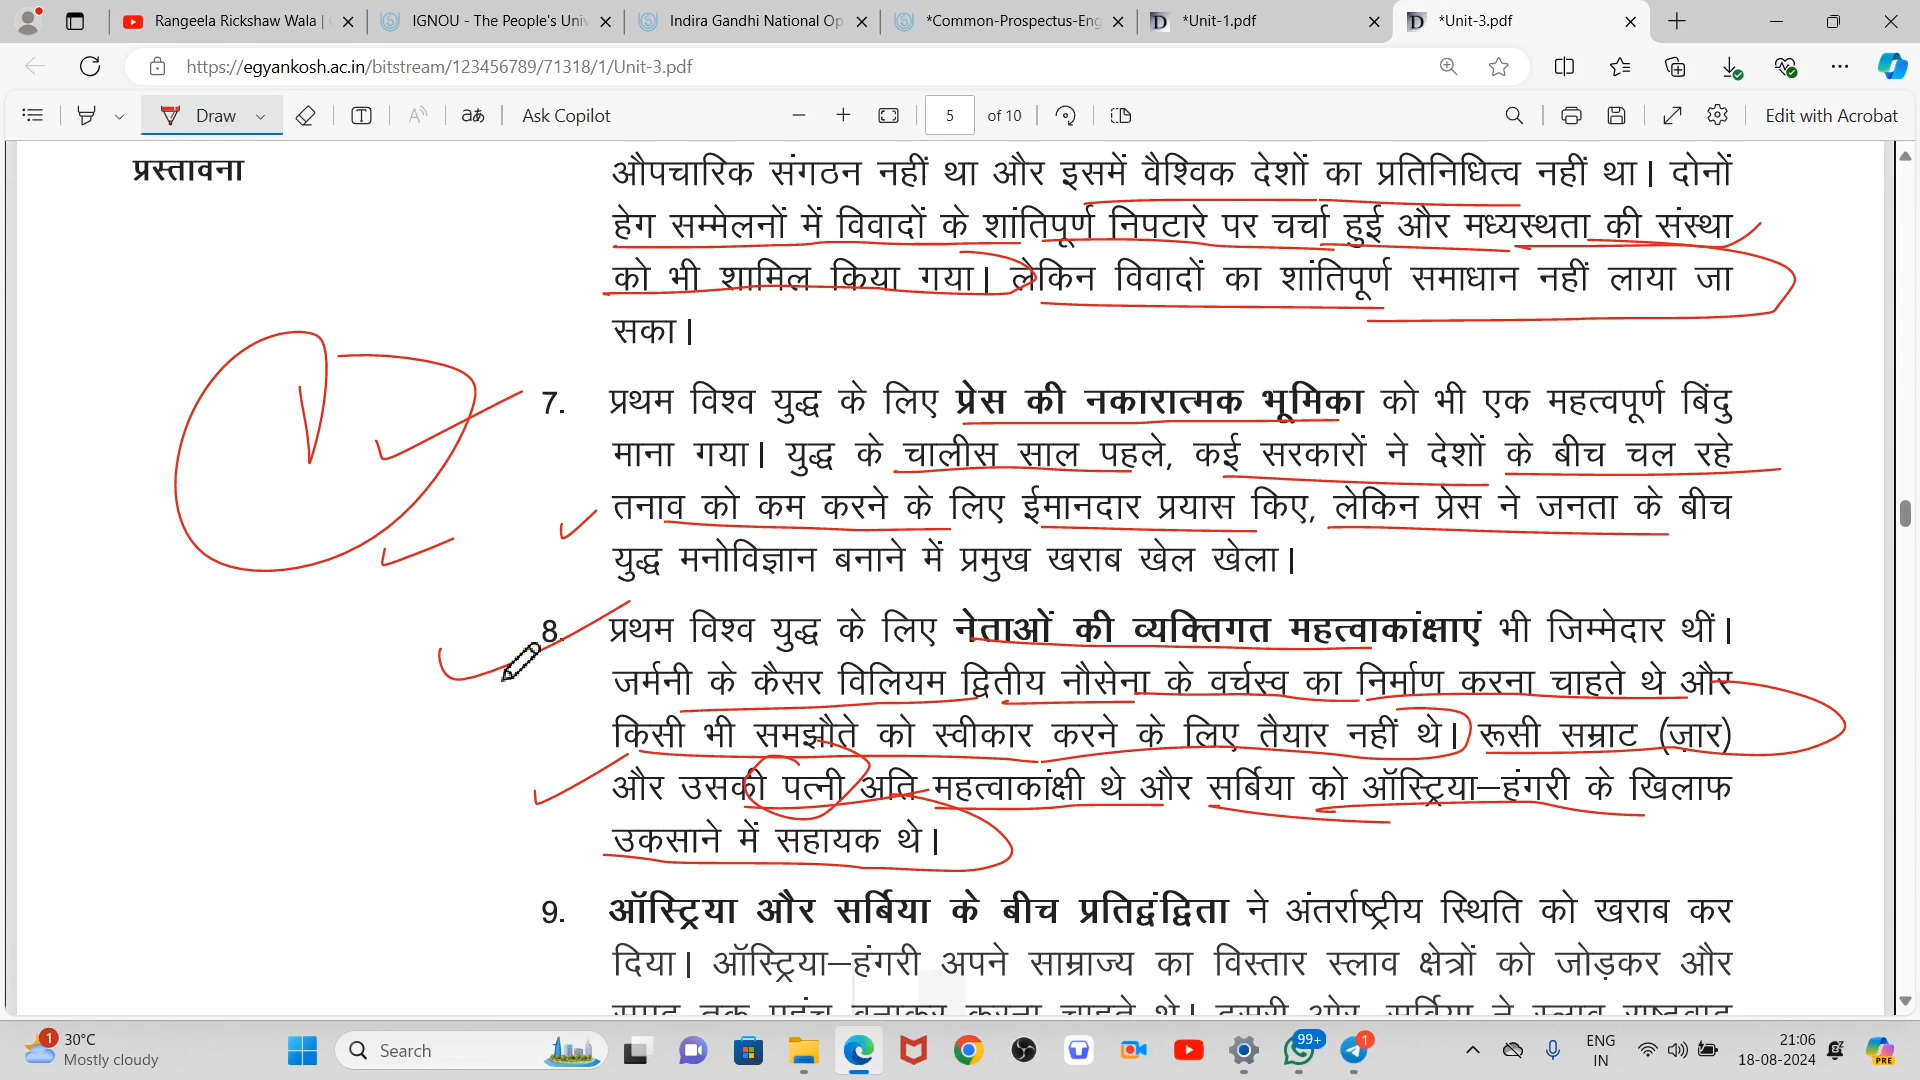 Rangeela Rickshaw Wala |
IGNOU - The People's Univ
Indira Gandhi National Op
*Common-Prospectus-Eng
*Unit-1.pdf
*Unit-3.pdf
https://egyankosh.ac.in/bitstream/123456789/71318/1/Unit-3.pdf
Draw
Ask Copilot
5 of 10
Edit with Acrobat
प्रस्तावना
औपचारिक संगठन नहीं था और इसमें वैश्विक देशों का प्रतिनिधित्व नहीं था। दोनों
हेग सम्मेलनों में विवादों के शांतिपूर्ण निपटारे पर चर्चा हुई और मध्यस्थता की संस्था
को भी शामिल किया गया। लेकिन विवादों का शांतिपूर्ण समाधान नहीं लाया जा
सका।
7. प्रथम विश्व युद्ध के लिए प्रेस की नकारात्मक भूमिका को भी एक महत्वपूर्ण बिंदु
माना गया। युद्ध के चालीस साल पहले, कई सरकारों ने देशों के बीच चल रहे
तनाव को कम करने के लिए ईमानदार प्रयास किए, लेकिन प्रेस ने जनता के बीच
युद्ध मनोविज्ञान बनाने में प्रमुख खराब खेल खेला।
8. प्रथम विश्व युद्ध के लिए नेताओं की व्यक्तिगत महत्वाकांक्षाएं भी जिम्मेदार थीं।
जर्मनी के कैसर विलियम द्वितीय नौसेना के वर्चस्व का निर्माण करना चाहते थे और
किसी भी समझौते को स्वीकार करने के लिए तैयार नहीं थे। रूसी सम्राट (ज़ार)
और उसकी पत्नी अति महत्वाकांक्षी थे और सर्बिया को ऑस्ट्रिया–हंगरी के खिलाफ
उकसाने में सहायक थे।
9. ऑस्ट्रिया और सर्बिया के बीच प्रतिद्वंद्विता ने अंतर्राष्ट्रीय स्थिति को खराब कर
दिया। ऑस्ट्रिया–हंगरी अपने साम्राज्य का विस्तार स्लाव क्षेत्रों को जोड़कर और
1
30°C
Mostly cloudy
Search
99+
1
ENG
IN
21:06
18-08-2024
PRE